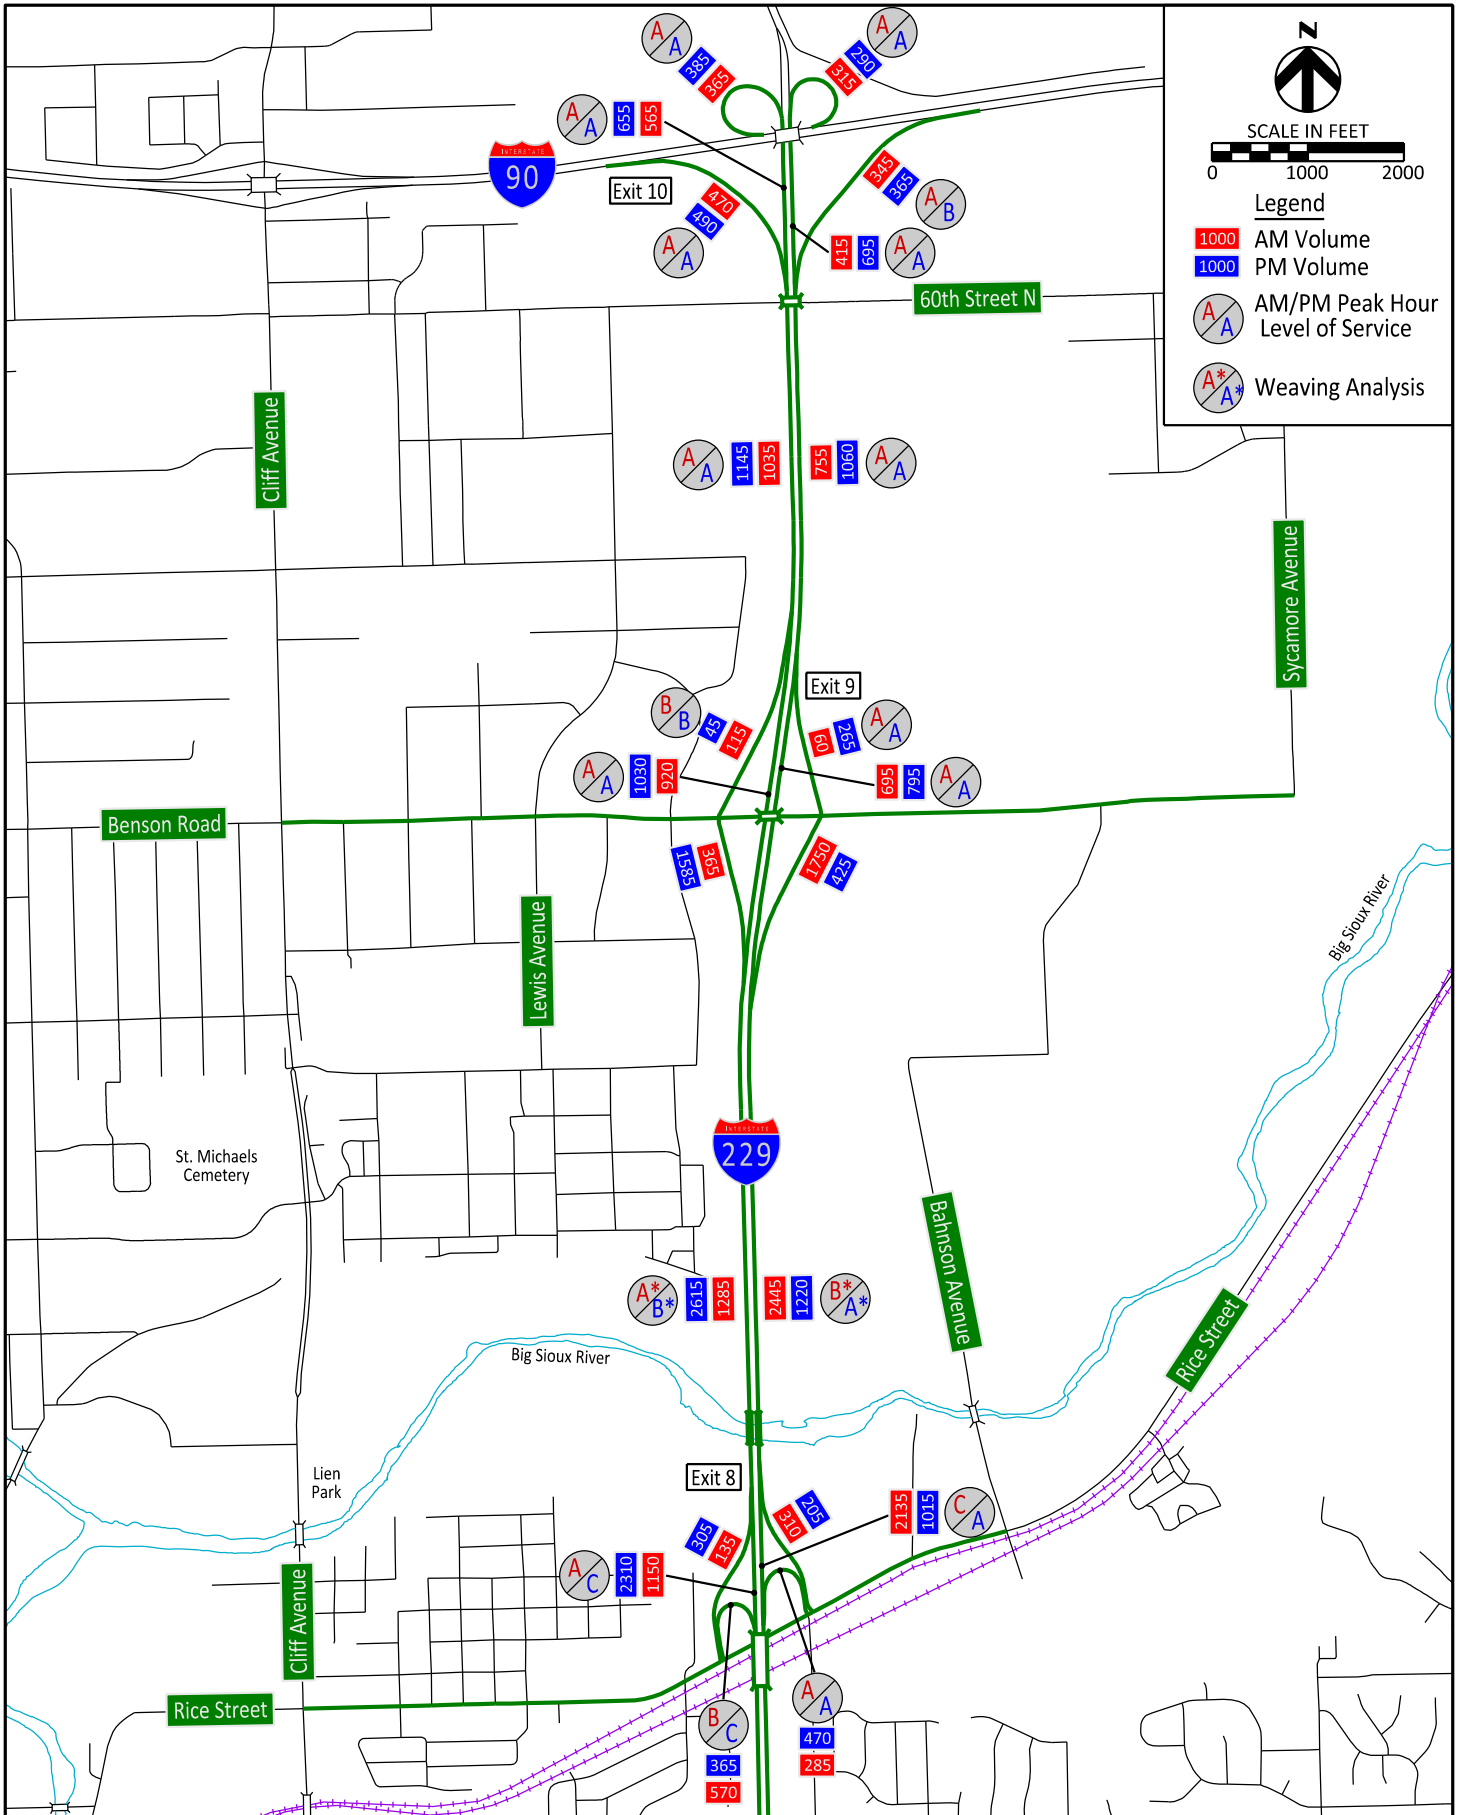 A
A
385
365
A
A
290
315
A
A
655
565
INTERSTATE
90
Exit 10
470
490
A
A
345
365
A
B
415
695
A
A
60th Street N
N
SCALE IN FEET
0 1000 2000
Legend
1000 AM Volume
1000 PM Volume
A
A
AM/PM Peak Hour
Level of Service
A*
A*
Weaving Analysis
Cliff Avenue
A
A
1145
1035
755
1060
A
A
Sycamore Avenue
Exit 9
B
B
45
115
60
265
A
A
A
A
1030
920
695
795
A
A
Benson Road
1585
365
1750
425
Lewis Avenue
Big Sioux River
INTERSTATE
229
St. Michaels
Cemetery
Bahnson Avenue
A*
B*
2615
1285
2445
1220
B*
A*
Rice Street
Big Sioux River
Exit 8
Lien
Park
305
135
310
205
2135
1015
C
A
A
C
2310
1150
Cliff Avenue
Rice Street
B
C
365
570
A
A
470
285